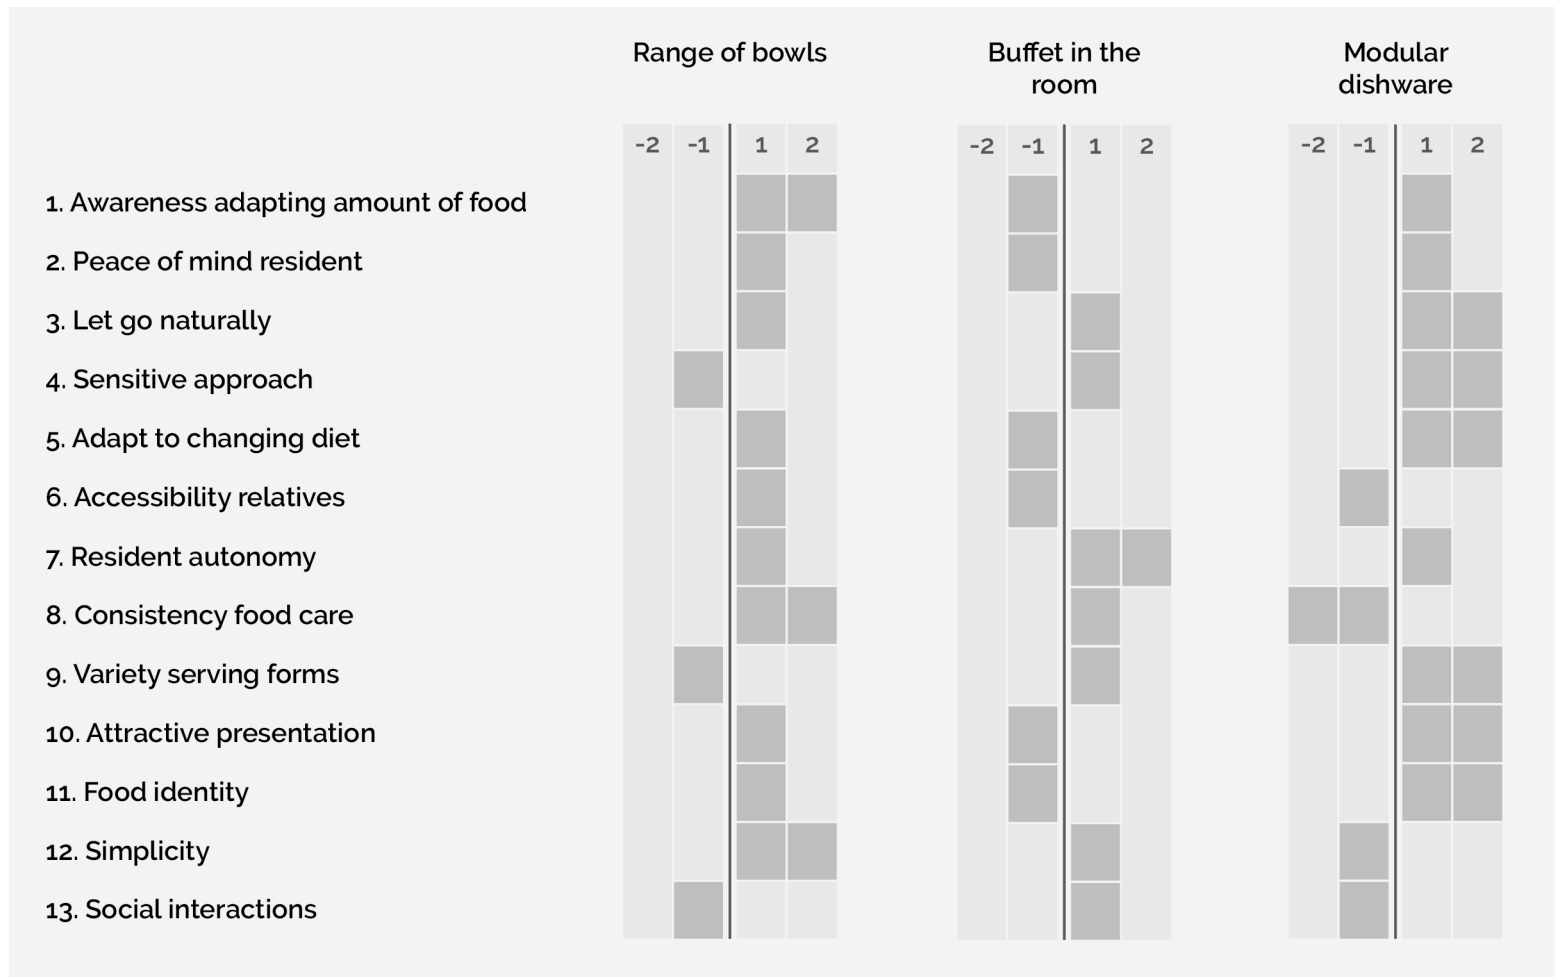 Range of bowls
Buffet in the
room
Modular
dishware
-2 -1 1 2
-2 -1 1 2
-2 -1 1 2
1. Awareness adapting amount of food
2. Peace of mind resident
3. Let go naturally
4. Sensitive approach
5. Adapt to changing diet
6. Accessibility relatives
7. Resident autonomy
8. Consistency food care
9. Variety serving forms
10. Attractive presentation
11. Food identity
12. Simplicity
13. Social interactions